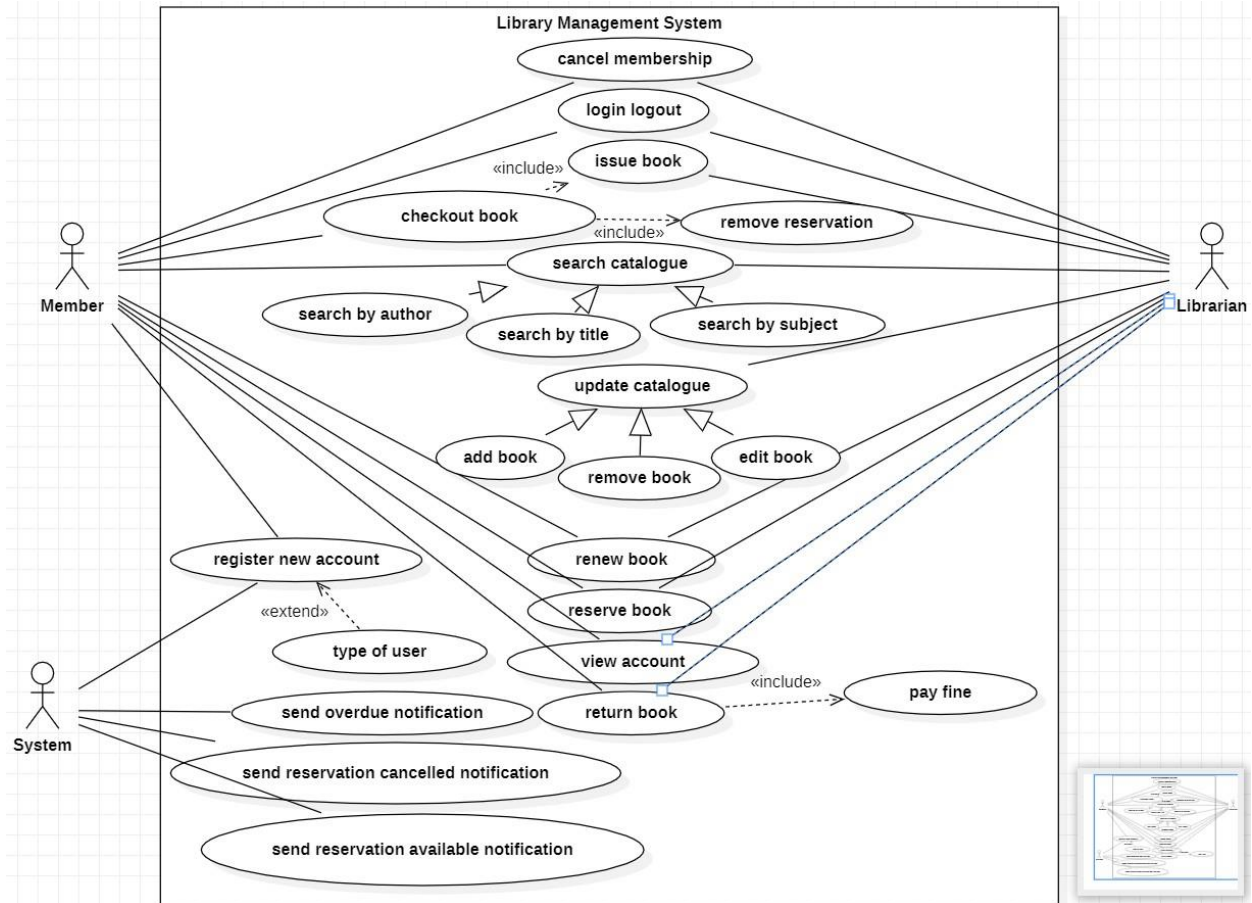 Library Management System
cancel membership
login logout
issue book
«include»
checkout book
remove reservation
«include»
search catalogue
Member
Librarian
search by author
search by title
search by subject
update catalogue
add book
edit book
remove book
register new account
renew book
«extend»
reserve book
type of user
view account
«include»
pay fine
send overdue notification
return book
System
send reservation cancelled notification
send reservation available notification